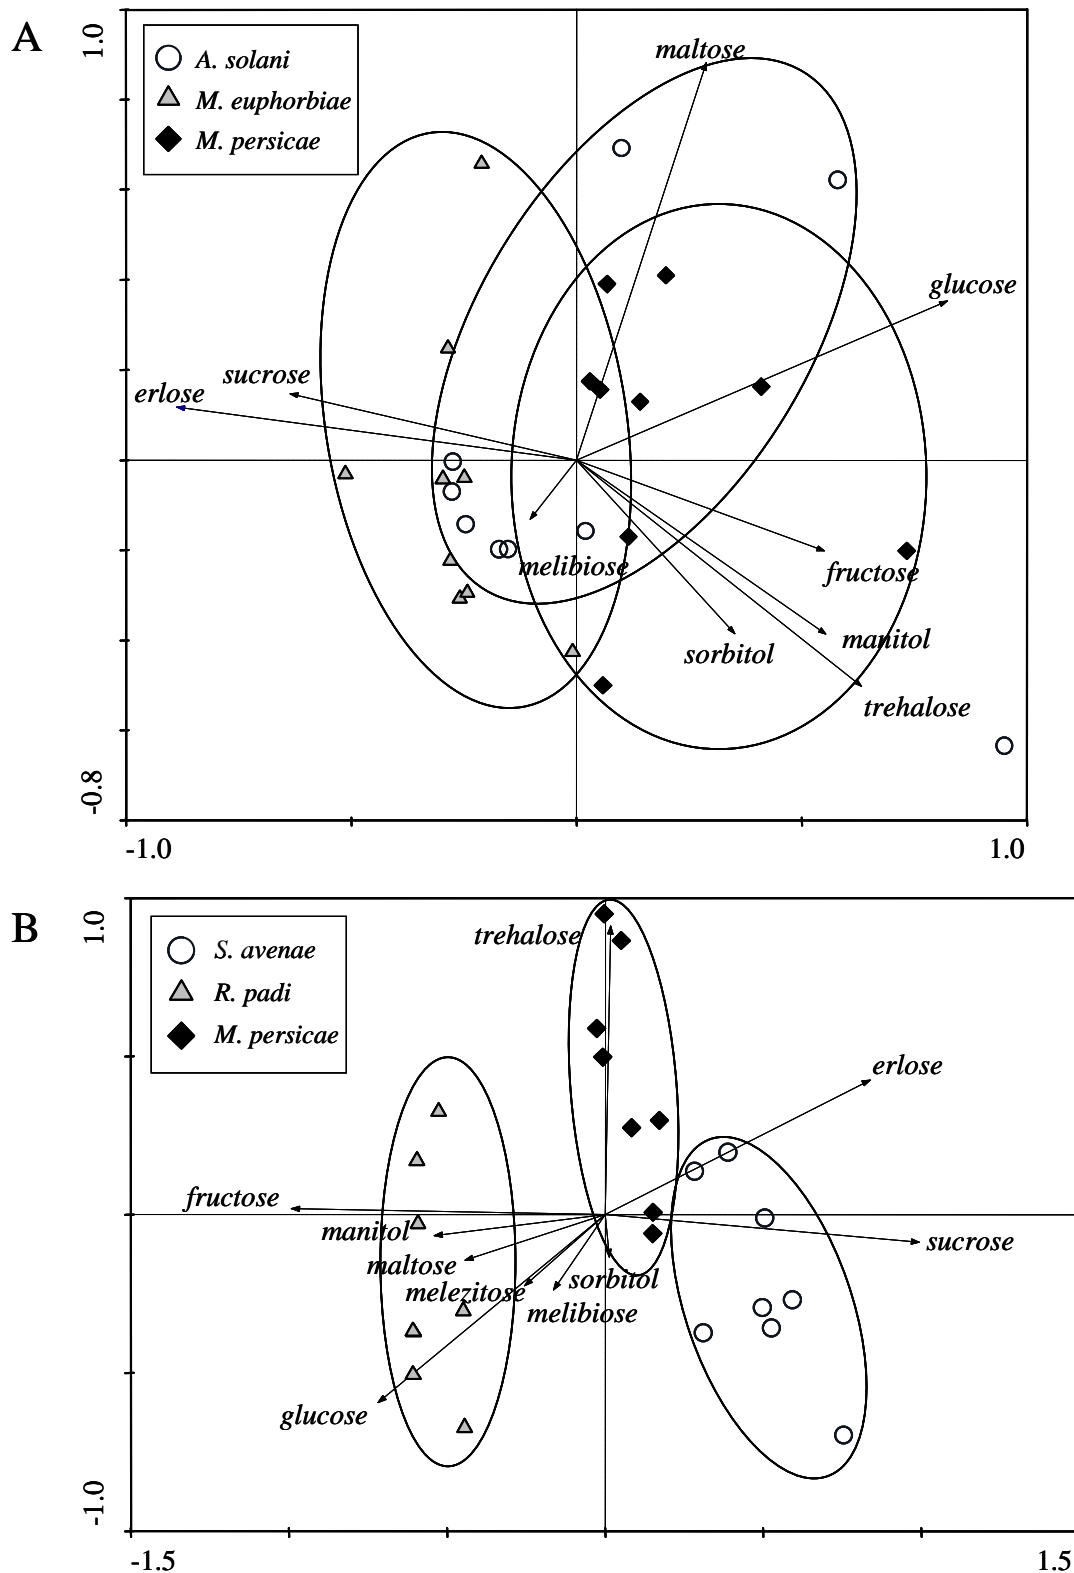 A
1.0
A. solani
M. euphorbiae
M. persicae
maltose
glucose
sucrose
erlose
melibiose
fructose
manitol
sorbitol
trehalose
-0.8
-1.0 1.0
B
1.0
S. avenae
R. padi
M. persicae
trehalose
erlose
fructose
manitol
sucrose
maltose
sorbitol
melezitose
melibiose
glucose
-1.0
-1.5 1.5